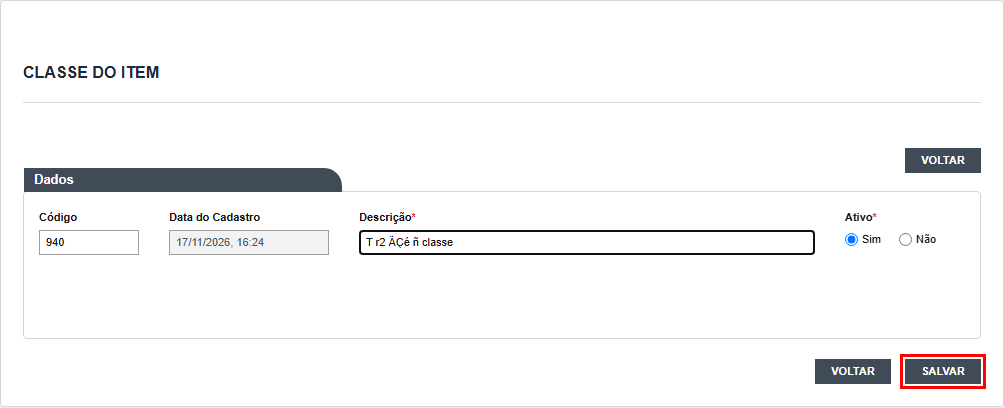 CLASSE DO ITEM
VOLTAR
Dados
Código Data do Cadastro Descrição* Ativo*
940 17/11/2026, 16:24 T r2 ÄÇé ñ classe Sim Não
VOLTAR SALVAR